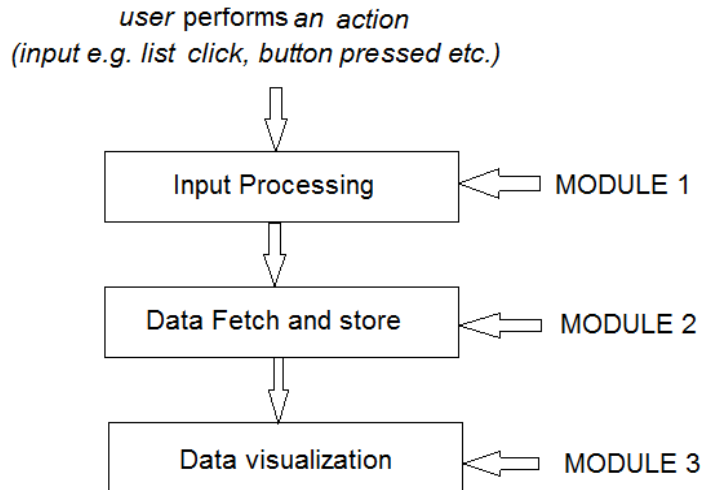 user performs an action
(input e.g. list click, button pressed etc.)
Input Processing
MODULE 1
Data Fetch and store
MODULE 2
Data visualization
MODULE 3